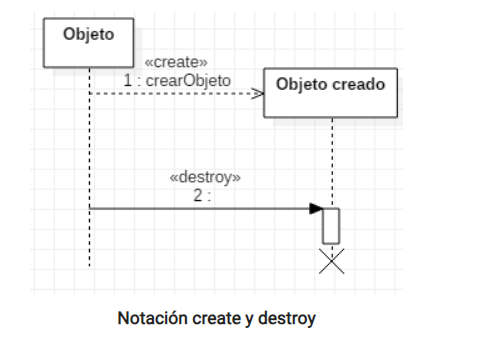 Objeto
«create»
1 : crearObjeto
Objeto creado
«destroy»
2 :
Notación create y destroy